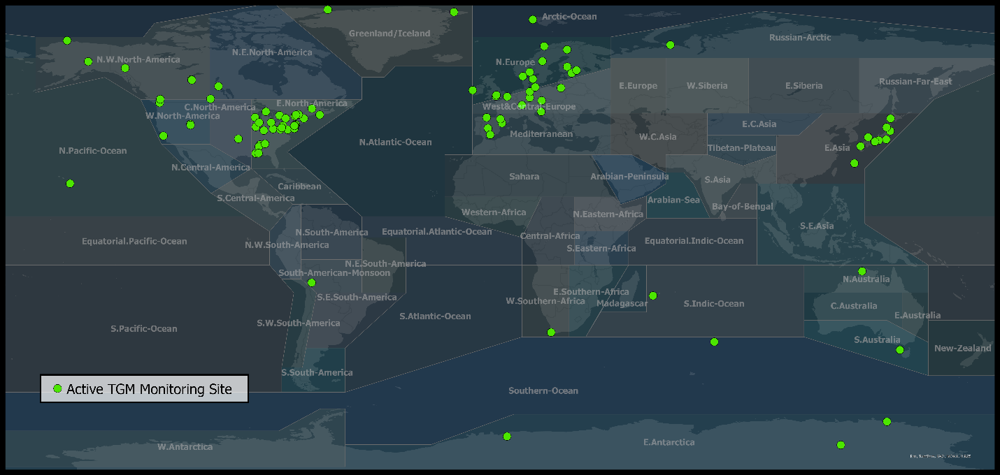 Arctic-Ocean
Greenland/Iceland
Russian-Arctic
N.E.North-America
N.W.North-America
N.Europe
Russian-Far-East
E.Europe
W.Siberia
E.Siberia
E.North-America
C.North-America
West&Central-Europe
W.North-America
E.C.Asia
Mediterranean
W.C.Asia
N.Atlantic-Ocean
Tibetan-Plateau
E.Asia
N.Pacific-Ocean
N.Central-America
Sahara
Arabian-Peninsula
S.Asia
Caribbean
S.Central-America
Arabian-Sea
Bay-of-Bengal
Western-Africa
N.Eastern-Africa
S.E.Asia
N.South-America
Equatorial.Atlantic-Ocean
Central-Africa
Equatorial.Pacific-Ocean
Equatorial.Indic-Ocean
N.W.South-America
S.Eastern-Africa
N.E.South-America
South-American-Monsoon
N.Australia
E.Southern-Africa
S.E.South-America
W.Southern-Africa
Madagascar
S.Indic-Ocean
C.Australia
E.Australia
S.Atlantic-Ocean
S.W.South-America
S.Pacific-Ocean
S.Australia
New-Zealand
S.South-America
Active TGM Monitoring Site
Southern-Ocean
E.Antarctica
W.Antarctica